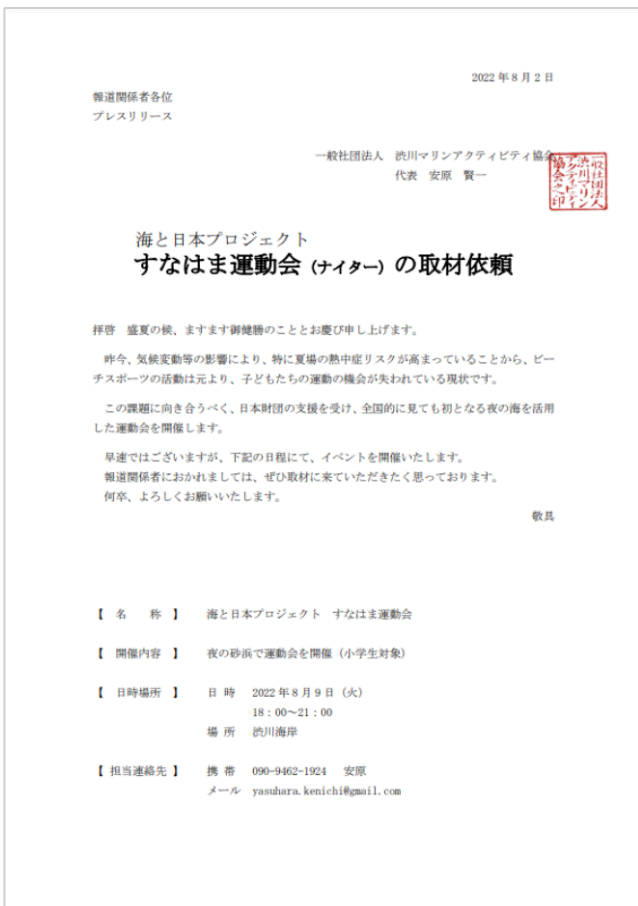 2022年8月2日
報道関係者各位
プレスリリース
一般社団法人　渋川マリンアクティビティ協会
代表　安原　賢一
一般社団法人
渋川マリン
アクティビティ
協会之印
海と日本プロジェクト
すなはま運動会（ナイター）の取材依頼
拝啓　盛夏の候、ますます御健勝のこととお慶び申し上げます。
昨今、気候変動等の影響により、特に夏場の熱中症リスクが高まっていることから、ビー
チスポーツの活動は元より、子どもたちの運動の機会が失われている現状です。
この課題に向き合うべく、日本財団の支援を受け、全国的に見ても初となる夜の海を活用
した運動会を開催します。
早速ではございますが、下記の日程にて、イベントを開催いたします。
報道関係者におかれましては、ぜひ取材に来ていただきたく思っております。
何卒、よろしくお願いいたします。
敬具
【　名　　称　】　海と日本プロジェクト　すなはま運動会
【　開催内容　】　夜の砂浜で運動会を開催（小学生対象）
【　日時場所　】　日 時　2022年8月9日（火）
18：00～21：00
場 所　渋川海岸
【 担当連絡先 】　携 帯　090-9462-1924　安原
メール　yasuhara.kenichi@gmail.com